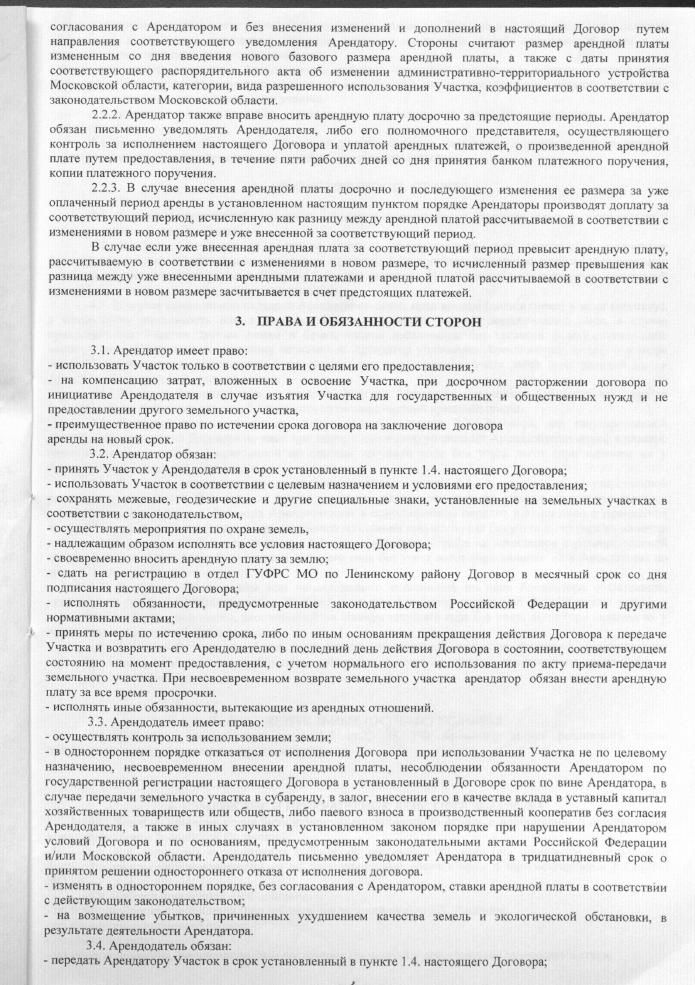 согласования с Арендатором и без внесения изменений и дополнений в настоящий Договор путем
направления соответствующего уведомления Арендатору. Стороны считают размер арендной платы
измененным со дня введения нового базового размера арендной платы, а также с даты принятия
соответствующего распорядительного акта об изменении административно-территориального устройства
Московской области, категории, вида разрешенного использования Участка, коэффициентов в соответствии с
законодательством Московской области.
2.2.2. Арендатор также вправе вносить арендную плату досрочно за предстоящие периоды. Арендатор
обязан письменно уведомлять Арендодателя, либо его полномочного представителя, осуществляющего
контроль за исполнением настоящего Договора и уплатой арендных платежей, о произведенной арендной
плате путем предоставления, в течение пяти рабочих дней со дня принятия банком платежного поручения,
копии платежного поручения.
2.2.3. В случае внесения арендной платы досрочно и последующего изменения ее размера за уже
оплаченный период аренды в установленном настоящим пунктом порядке Арендаторы производят доплату за
соответствующий период, исчисленную как разницу между арендной платой рассчитываемой в соответствии с
изменениями в новом размере и уже внесенной за соответствующий период.
В случае если уже внесенная арендная плата за соответствующий период превысит арендную плату,
рассчитываемую в соответствии с изменениями в новом размере, то исчисленный размер превышения как
разница между уже внесенными арендными платежами и арендной платой рассчитываемой в соответствии с
изменениями в новом размере засчитывается в счет предстоящих платежей.
3. ПРАВА И ОБЯЗАННОСТИ СТОРОН
3.1. Арендатор имеет право:
- использовать Участок только в соответствии с целями его предоставления;
- на компенсацию затрат, вложенных в освоение Участка, при досрочном расторжении договора по
инициативе Арендодателя в случае изъятия Участка для государственных и общественных нужд и не
предоставлении другого земельного участка,
- преимущественное право по истечении срока договора на заключение договора
аренды на новый срок.
3.2. Арендатор обязан:
- принять Участок у Арендодателя в срок установленный в пункте 1.4. настоящего Договора;
- использовать Участок в соответствии с целевым назначением и условиями его предоставления;
- сохранять межевые, геодезические и другие специальные знаки, установленные на земельных участках в
соответствии с законодательством,
- осуществлять мероприятия по охране земель,
- надлежащим образом исполнять все условия настоящего Договора;
- своевременно вносить арендную плату за землю;
- сдать на регистрацию в отдел ГУФРС МО по Ленинскому району Договор в месячный срок со дня
подписания настоящего Договора;
- исполнять обязанности, предусмотренные законодательством Российской Федерации и другими
нормативными актами;
- принять меры по истечению срока, либо по иным основаниям прекращения действия Договора к передаче
Участка и возвратить его Арендодателю в последний день действия Договора в состоянии, соответствующем
состоянию на момент предоставления, с учетом нормального его использования по акту приема-передачи
земельного участка. При несвоевременном возврате земельного участка арендатор обязан внести арендную
плату за все время просрочки.
- исполнять иные обязанности, вытекающие из арендных отношений.
3.3. Арендодатель имеет право:
- осуществлять контроль за использованием земли;
- в одностороннем порядке отказаться от исполнения Договора при использовании Участка не по целевому
назначению, несвоевременном внесении арендной платы, несоблюдении обязанности Арендатором по
государственной регистрации настоящего Договора в установленный в Договоре срок по вине Арендатора, в
случае передачи земельного участка в субаренду, в залог, внесении его в качестве вклада в уставный капитал
хозяйственных товариществ или обществ, либо паевого взноса в производственный кооператив без согласия
Арендодателя, а также в иных случаях в установленном законом порядке при нарушении Арендатором
условий Договора и по основаниям, предусмотренным законодательными актами Российской Федерации
и/или Московской области. Арендодатель письменно уведомляет Арендатора в тридцатидневный срок о
принятом решении одностороннего отказа от исполнения договора.
- изменять в одностороннем порядке, без согласования с Арендатором, ставки арендной платы в соответствии
с действующим законодательством;
- на возмещение убытков, причиненных ухудшением качества земель и экологической обстановки, в
результате деятельности Арендатора.
3.4. Арендодатель обязан:
- передать Арендатору Участок в срок установленный в пункте 1.4. настоящего Договора;